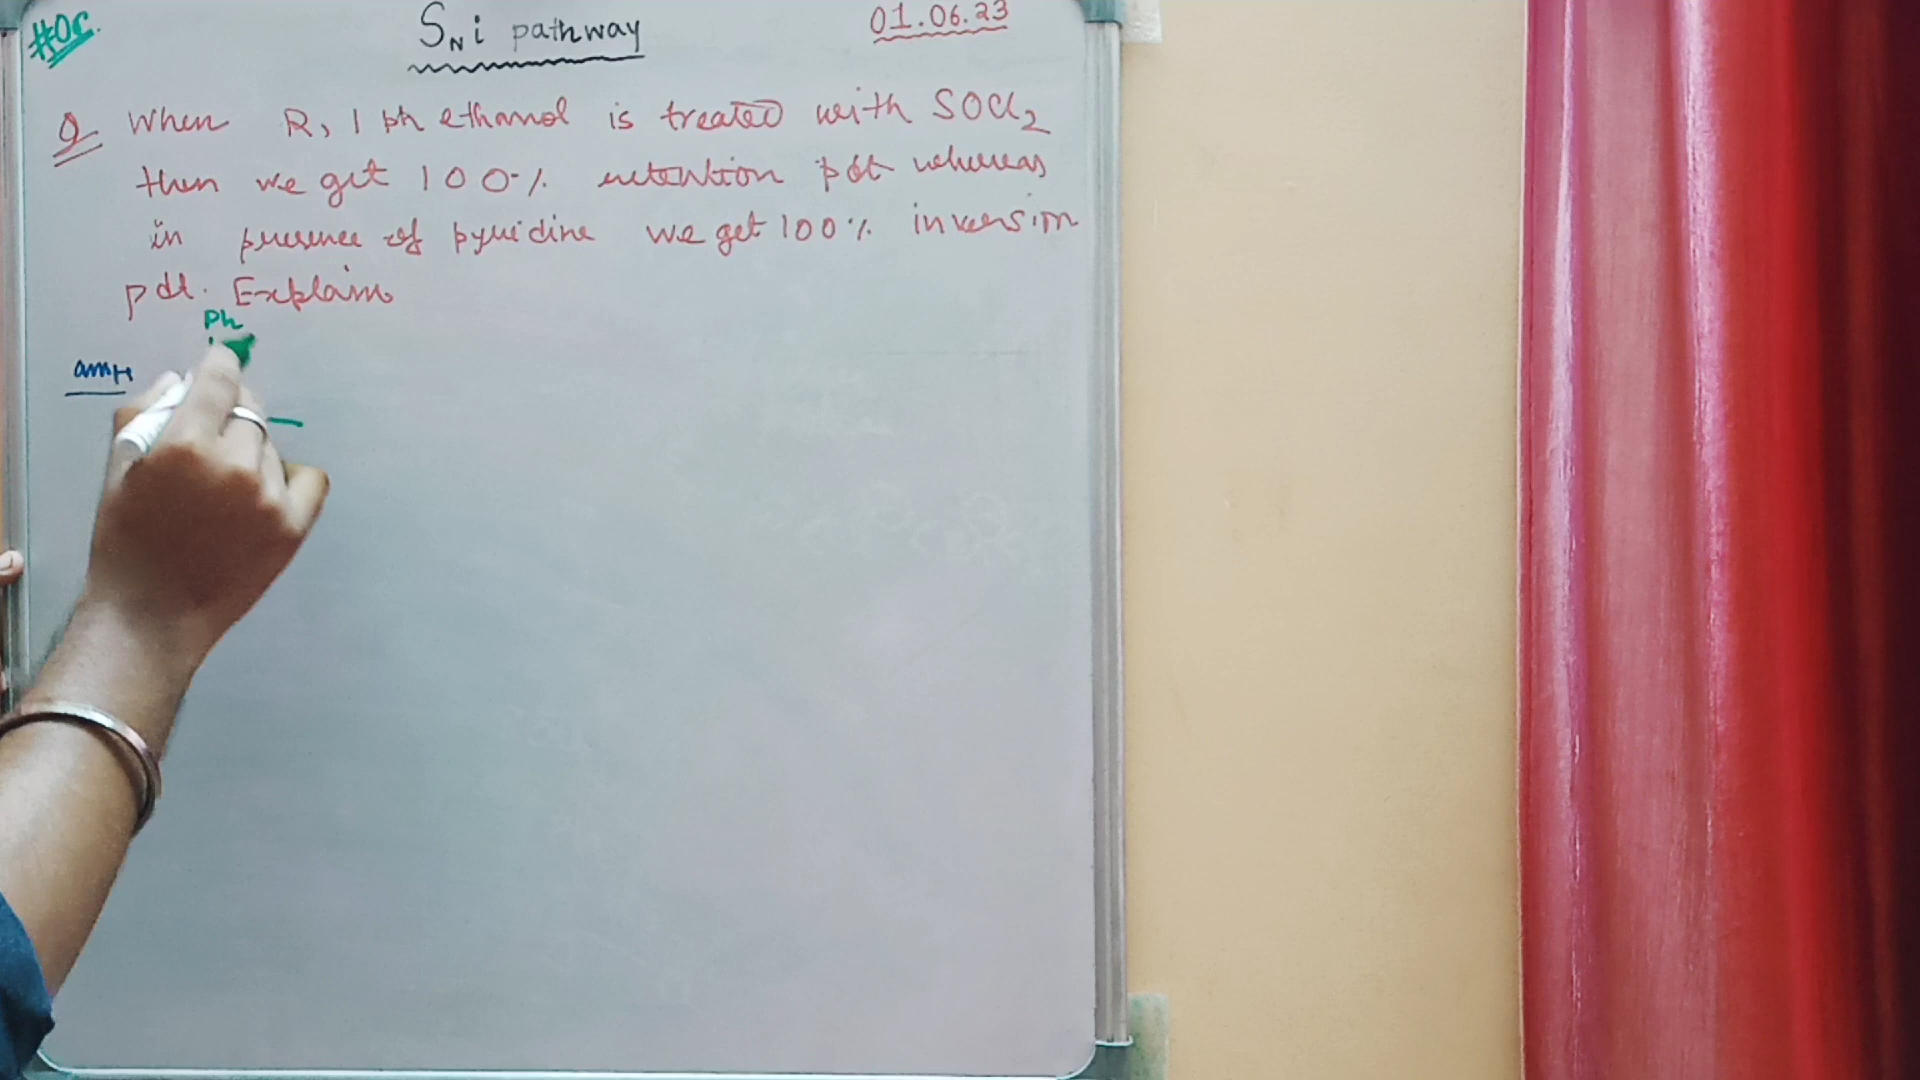 #OC.
SNi pathway
01.06.23
Q When R, 1 ph ethanol is treated with SOCl2
then we get 100% retention pdt whereas
in presence of pyridine we get 100% inversion
pdt. Explain
Ph
ans